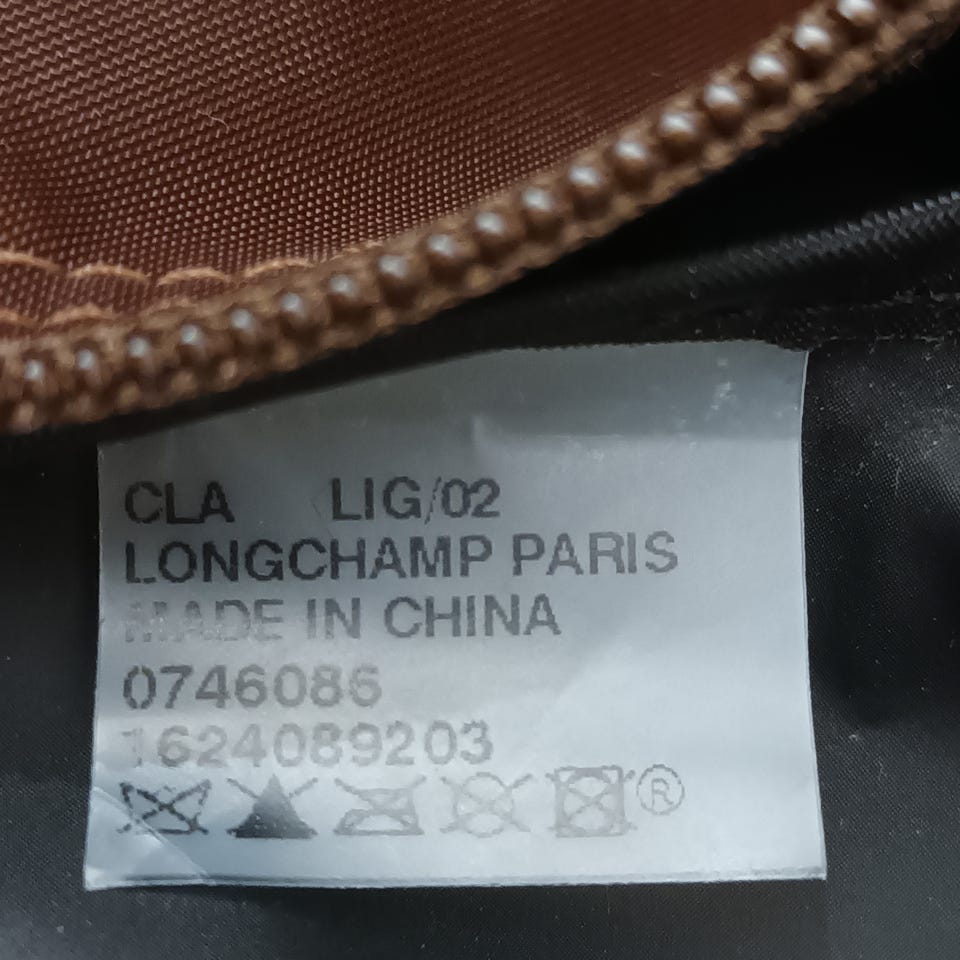 CLA LIG/02
LONGCHAMP PARIS
MADE IN CHINA
0746086
1624089203
®